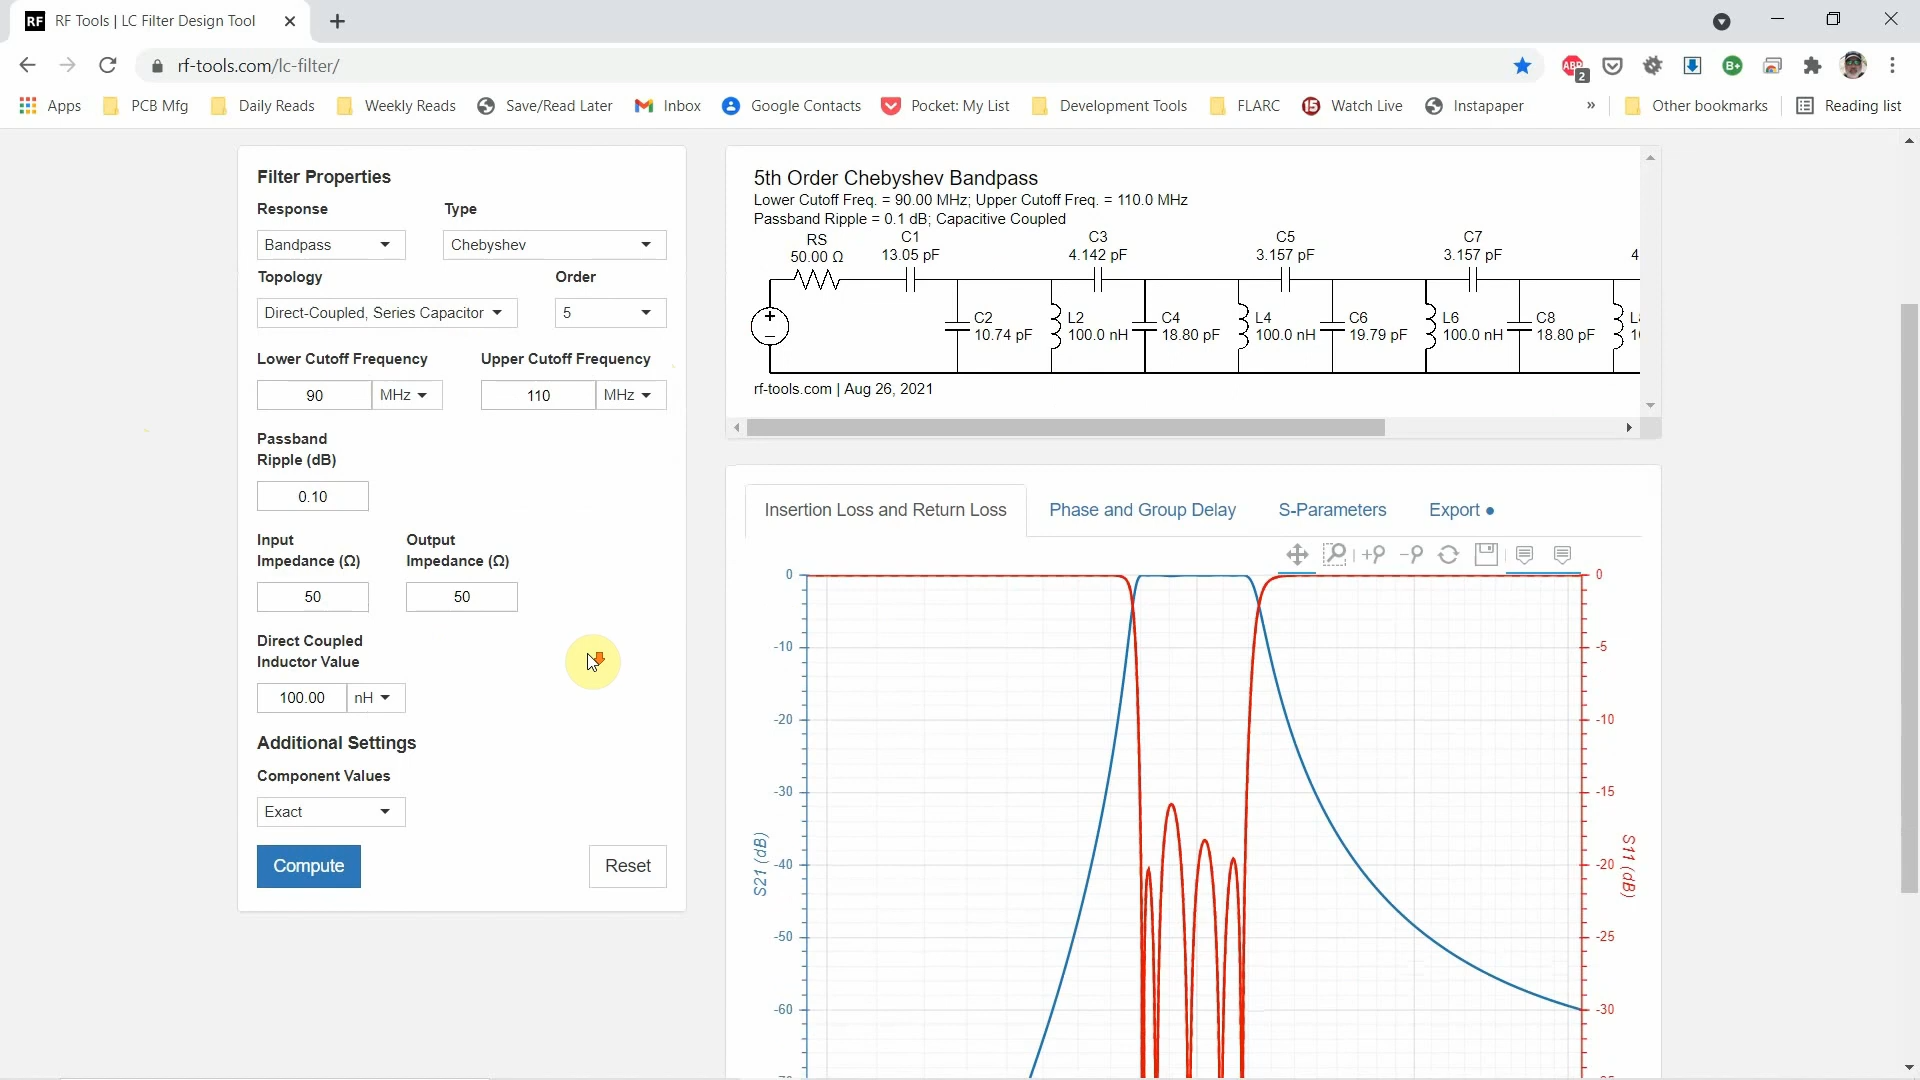 RF RF Tools | LC Filter Design Tool
rf-tools.com/lc-filter/
ABP 2 B+
Apps PCB Mfg Daily Reads Weekly Reads Save/Read Later Inbox Google Contacts Pocket: My List Development Tools FLARC 15 Watch Live Instapaper » Other bookmarks Reading list
Filter Properties
Response Type
Bandpass Chebyshev
Topology Order
Direct-Coupled, Series Capacitor 5
Lower Cutoff Frequency Upper Cutoff Frequency
90 MHz 110 MHz
Passband
Ripple (dB)
0.10
Input Output
Impedance (Ω) Impedance (Ω)
50 50
Direct Coupled
Inductor Value
100.00 nH
Additional Settings
Component Values
Exact
Compute Reset
5th Order Chebyshev Bandpass
Lower Cutoff Freq. = 90.00 MHz; Upper Cutoff Freq. = 110.0 MHz
Passband Ripple = 0.1 dB; Capacitive Coupled
RS C1 C3 C5 C7
50.00 Ω 13.05 pF 4.142 pF 3.157 pF 3.157 pF 4
C2 L2 C4 L4 C6 L6 C8 L
10.74 pF 100.0 nH 18.80 pF 100.0 nH 19.79 pF 100.0 nH 18.80 pF 1
rf-tools.com | Aug 26, 2021
Insertion Loss and Return Loss Phase and Group Delay S-Parameters Export
0 0
-10 -5
-20 -10
-30 -15
-40 -20
-50 -25
-60 -30
S21 (dB)
S11 (dB)